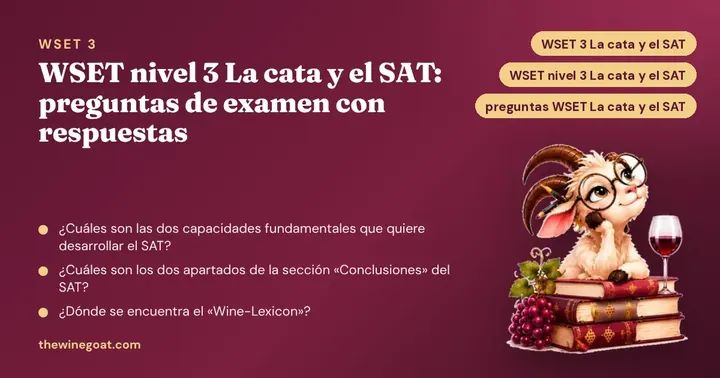 WSET 3
WSET nivel 3 La cata y el SAT:
preguntas de examen con
respuestas
WSET 3 La cata y el SAT
WSET nivel 3 La cata y el SAT
preguntas WSET La cata y el SAT
¿Cuáles son las dos capacidades fundamentales que quiere
desarrollar el SAT?
¿Cuáles son los dos apartados de la sección «Conclusiones» del
SAT?
¿Dónde se encuentra el «Wine-Lexicon»?
thewinegoat.com